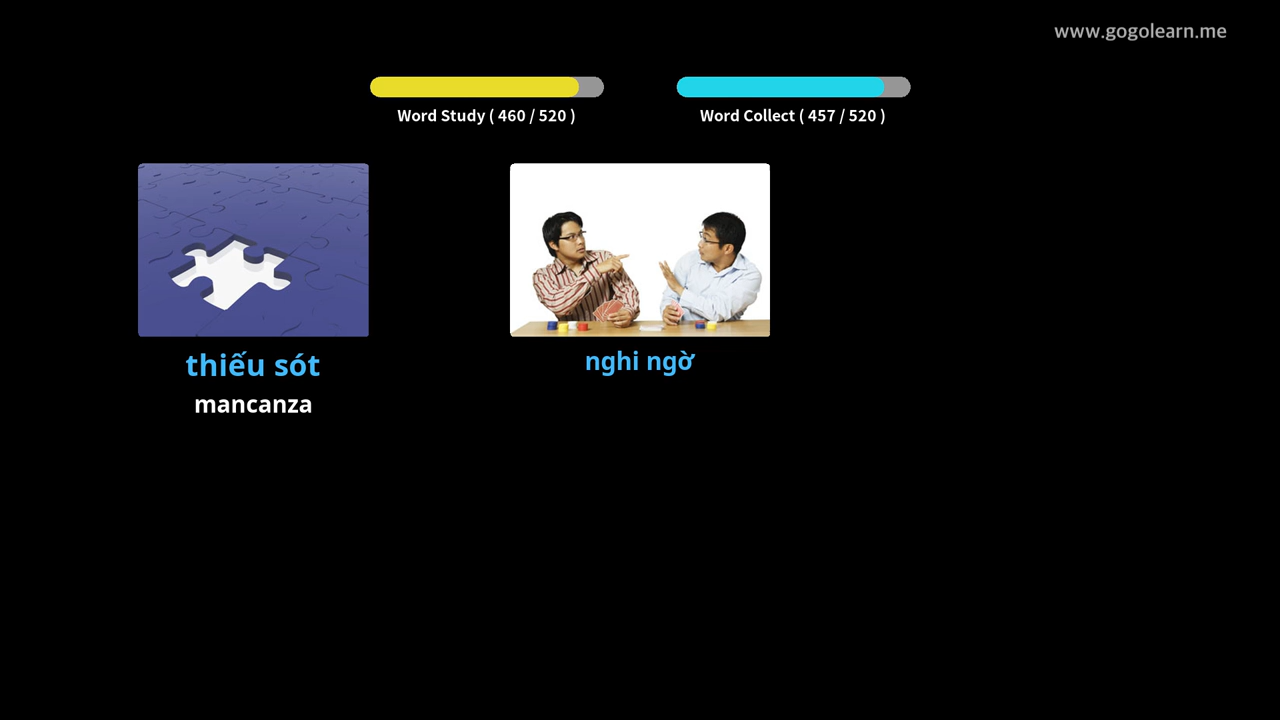 www.gogolearn.me
Word Study ( 460 / 520 )
Word Collect ( 457 / 520 )
thiếu sót
mancanza
nghi ngờ